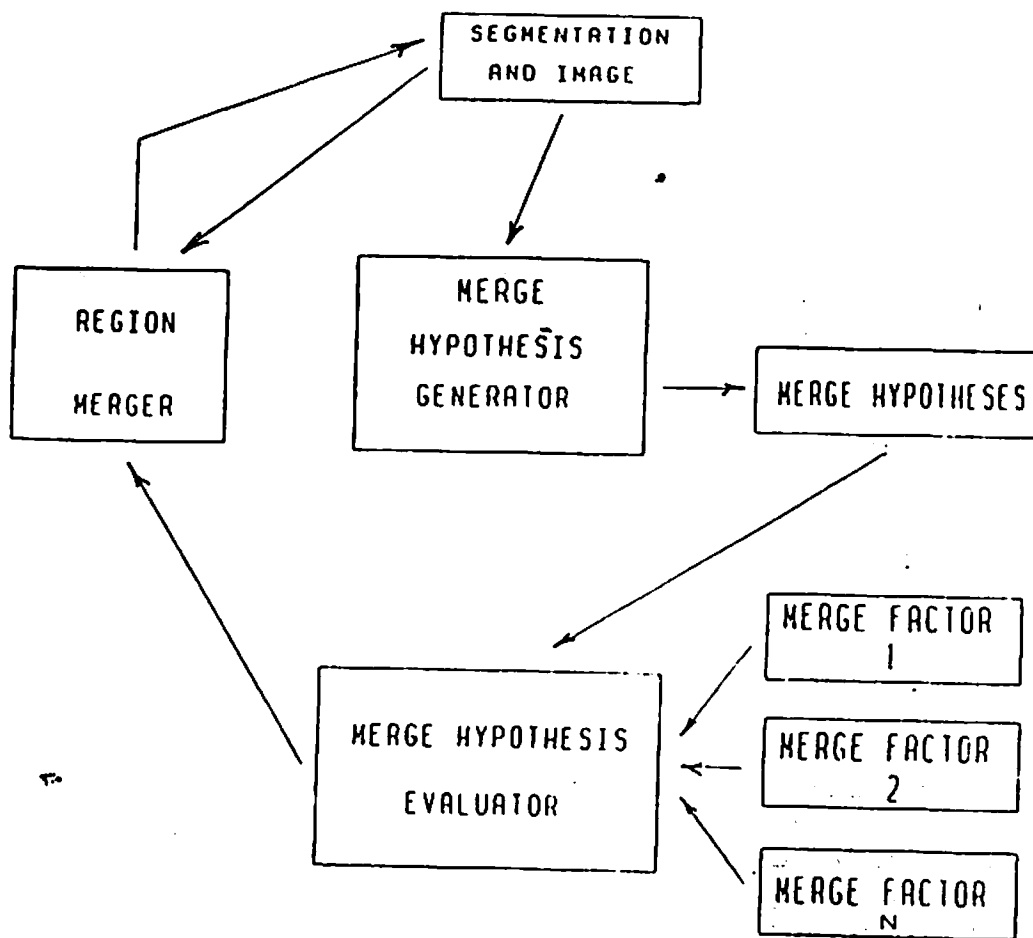 SEGMENTATION
AND IMAGE
MERGE
HYPOTHESIS
GENERATOR
REGION
MERGER
MERGE HYPOTHESES
MERGE FACTOR
1
MERGE HYPOTHESIS
EVALUATOR
MERGE FACTOR
2
MERGE FACTOR
N